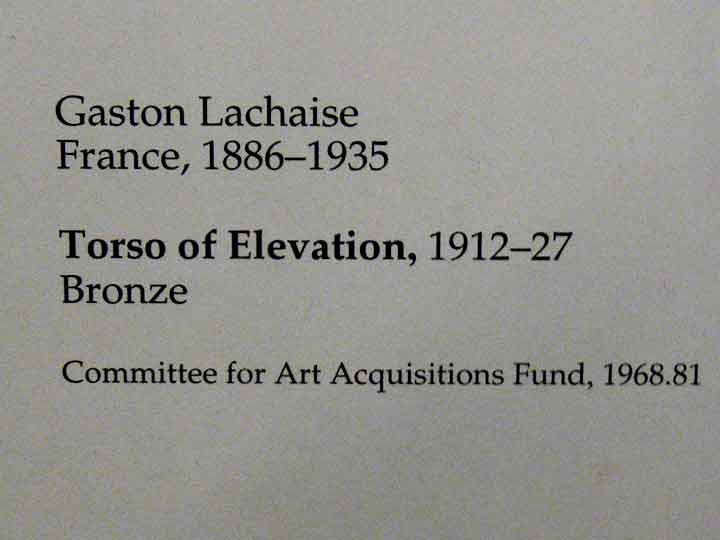 Gaston Lachaise
France, 1886–1935
Torso of Elevation, 1912–27
Bronze
Committee for Art Acquisitions Fund, 1968.81